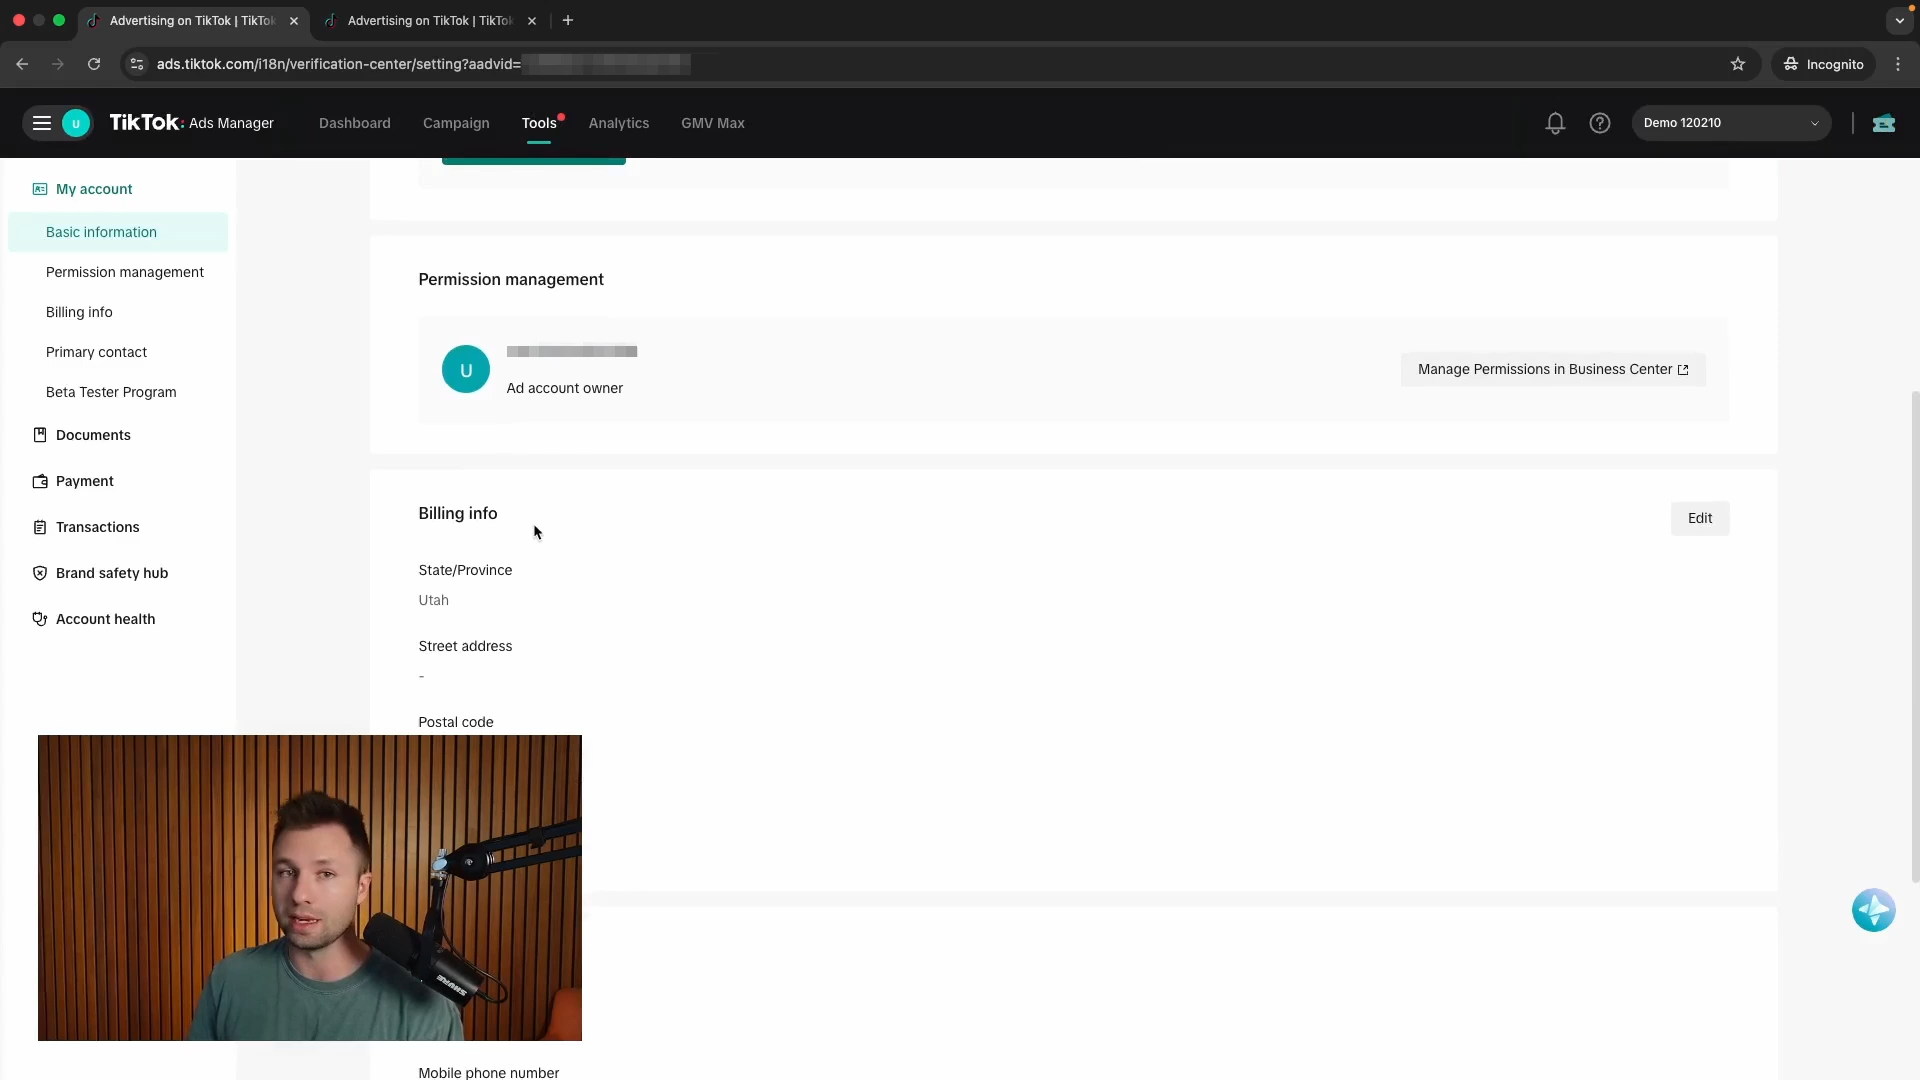 Advertising on TikTok | TikTok
Advertising on TikTok | TikTok
ads.tiktok.com/i18n/verification-center/setting?aadvid=
Incognito
U
TikTok: Ads Manager
Dashboard
Campaign
Tools
Analytics
GMV Max
Demo 120210
My account
Basic information
Permission management
Billing info
Primary contact
Beta Tester Program
Documents
Payment
Transactions
Brand safety hub
Account health
Permission management
U
Ad account owner
Manage Permissions in Business Center
Billing info
Edit
State/Province
Utah
Street address
-
Postal code
SHURE
Mobile phone number